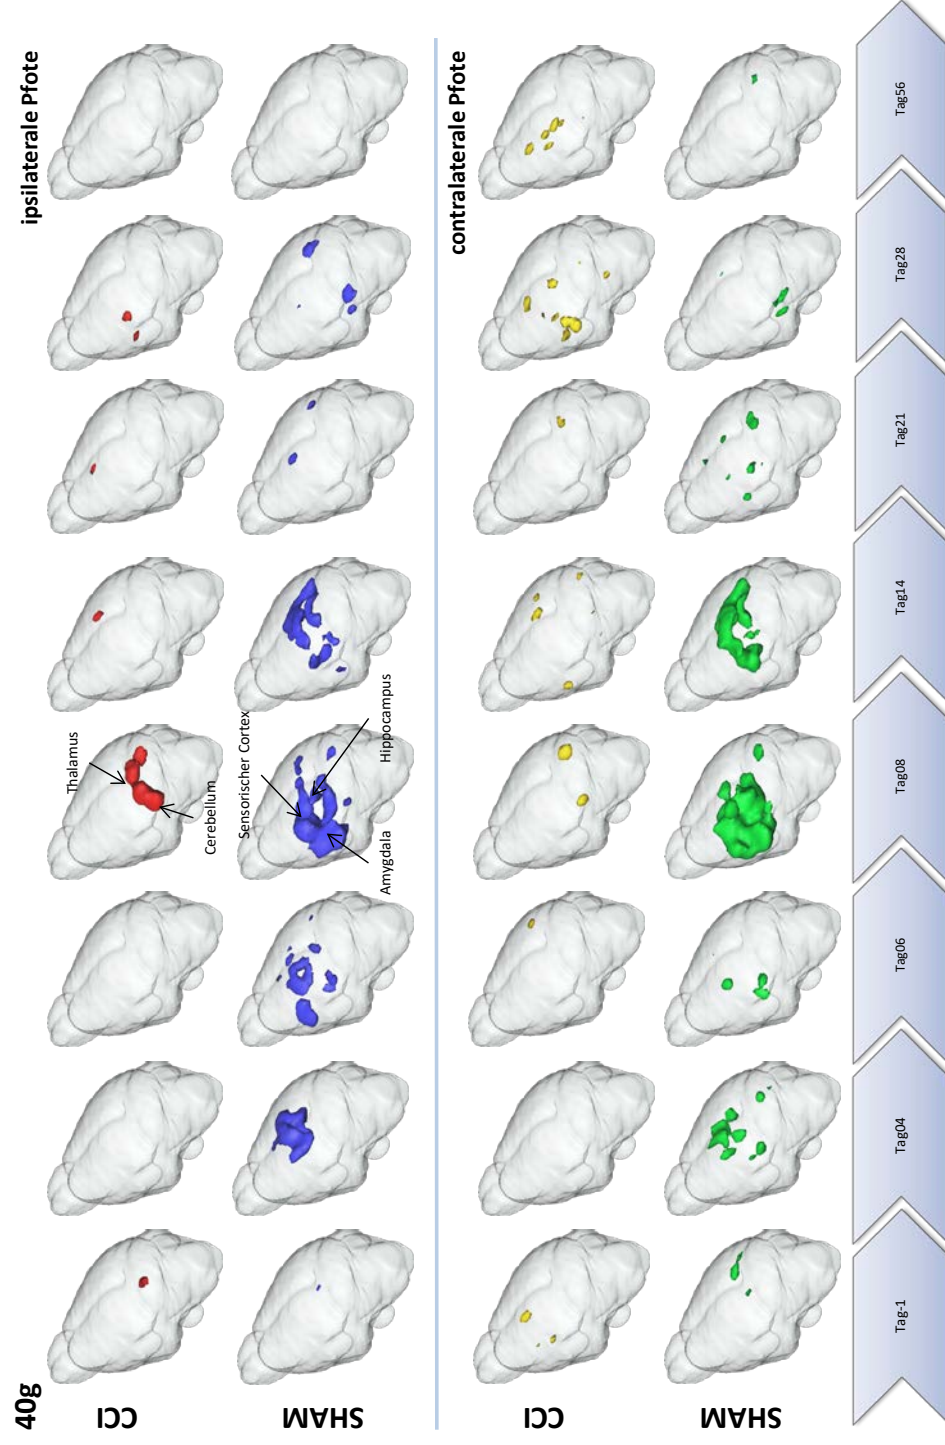 40g
ipsilaterale Pfote
CCI
Thalamus
Cerebellum
SHAM
Sensorischer Cortex
Amygdala
Hippocampus
contralaterale Pfote
CCI
SHAM
Tag-1
Tag04
Tag06
Tag08
Tag14
Tag21
Tag28
Tag56